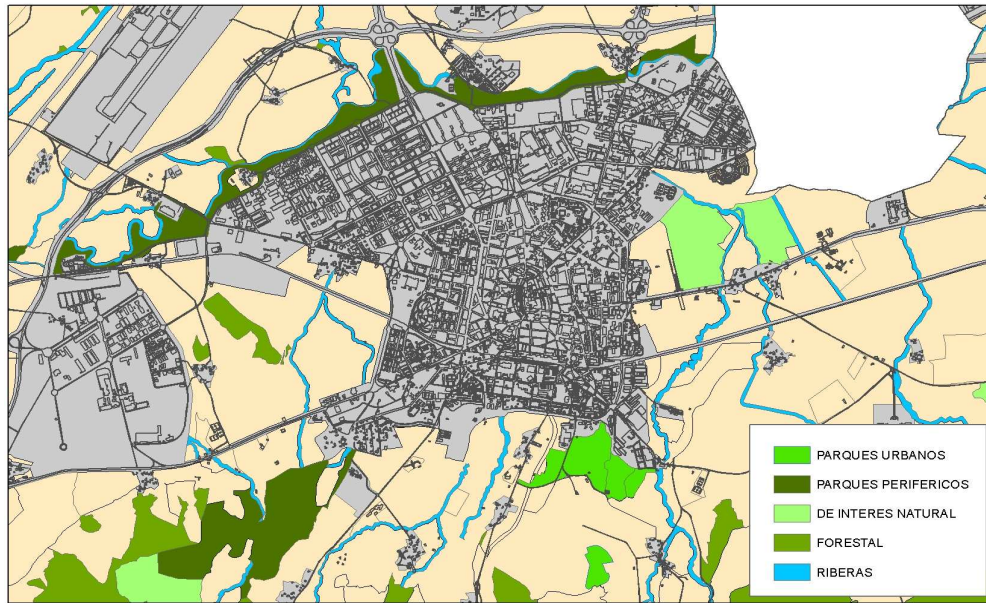 PARQUES URBANOS
PARQUES PERIFERICOS
DE INTERES NATURAL
FORESTAL
RIBERAS